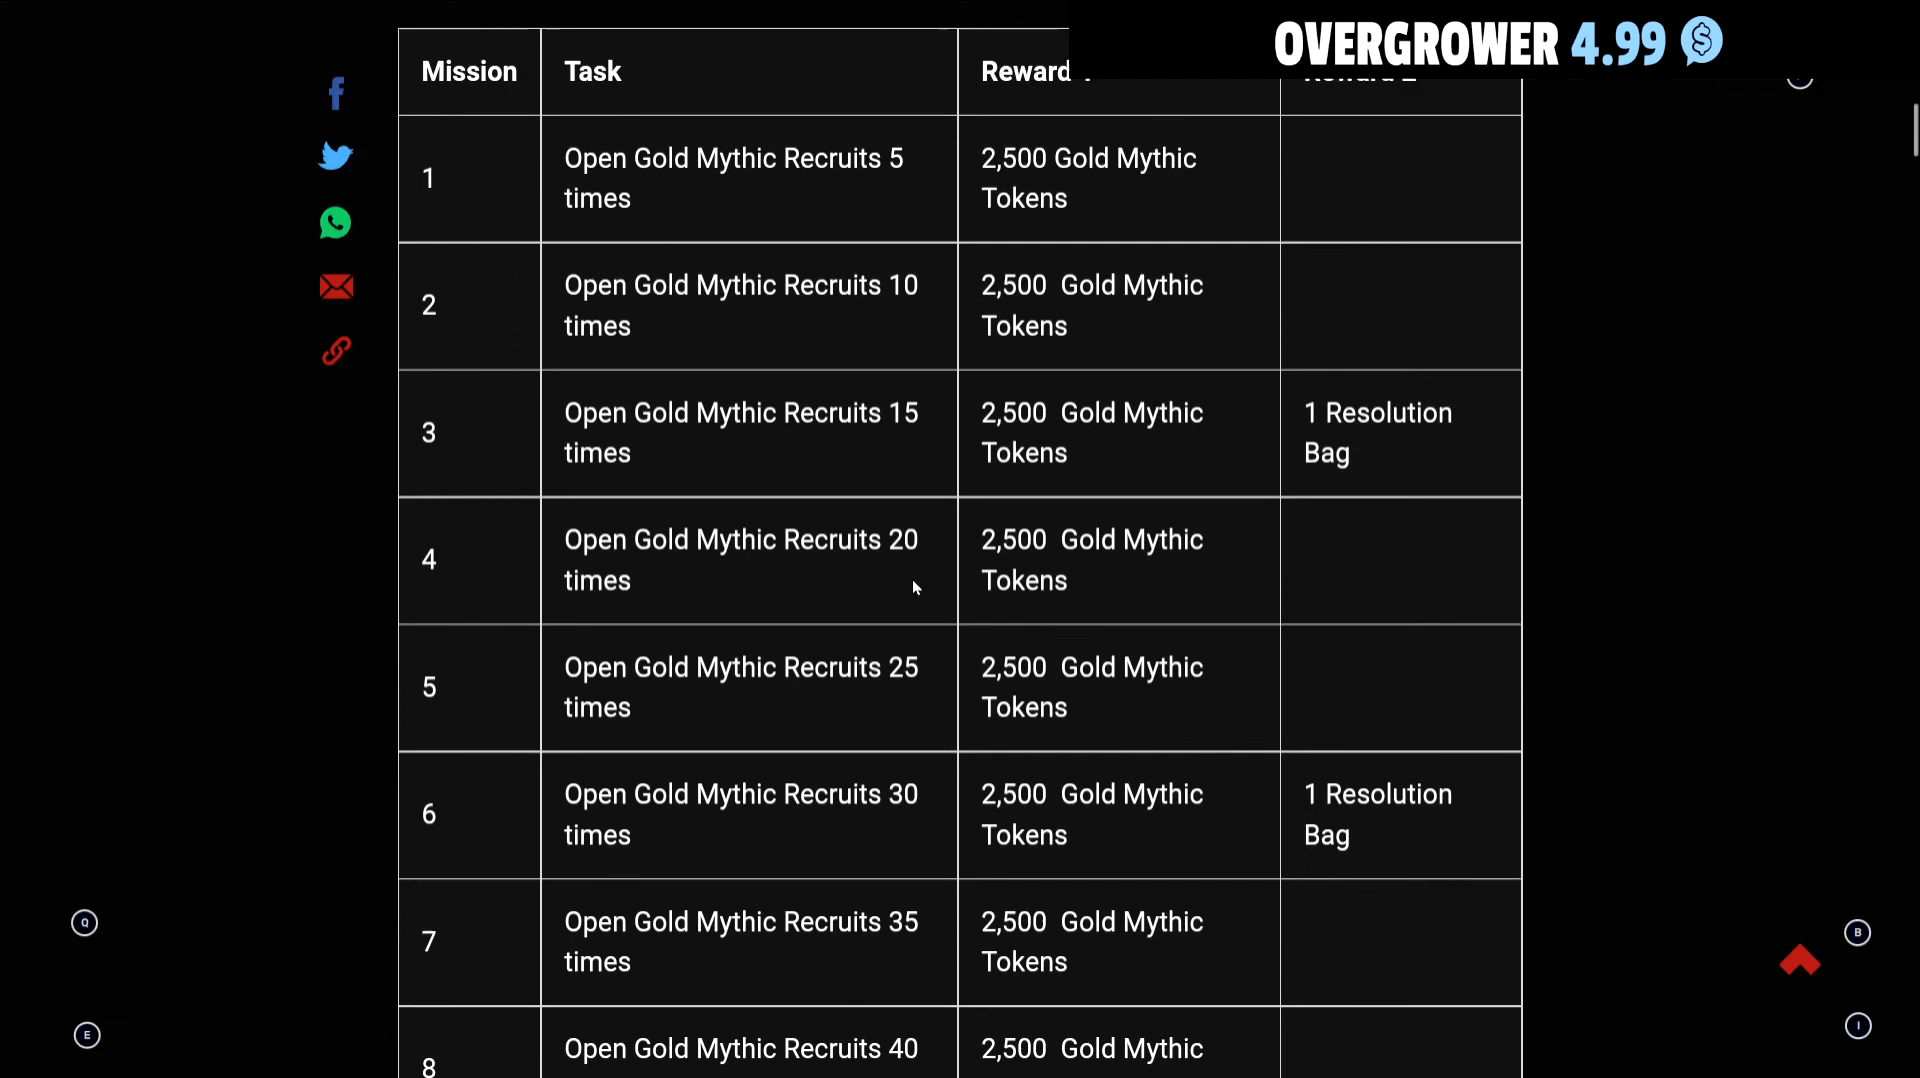 OVERGROWER 4.99
Mission Task Reward
1 Open Gold Mythic Recruits 5 2,500 Gold Mythic
times Tokens
2 Open Gold Mythic Recruits 10 2,500 Gold Mythic
times Tokens
3 Open Gold Mythic Recruits 15 2,500 Gold Mythic 1 Resolution
times Tokens Bag
4 Open Gold Mythic Recruits 20 2,500 Gold Mythic
times Tokens
5 Open Gold Mythic Recruits 25 2,500 Gold Mythic
times Tokens
6 Open Gold Mythic Recruits 30 2,500 Gold Mythic 1 Resolution
times Tokens Bag
7 Open Gold Mythic Recruits 35 2,500 Gold Mythic
times Tokens
8 Open Gold Mythic Recruits 40 2,500 Gold Mythic
Q
B
E
I